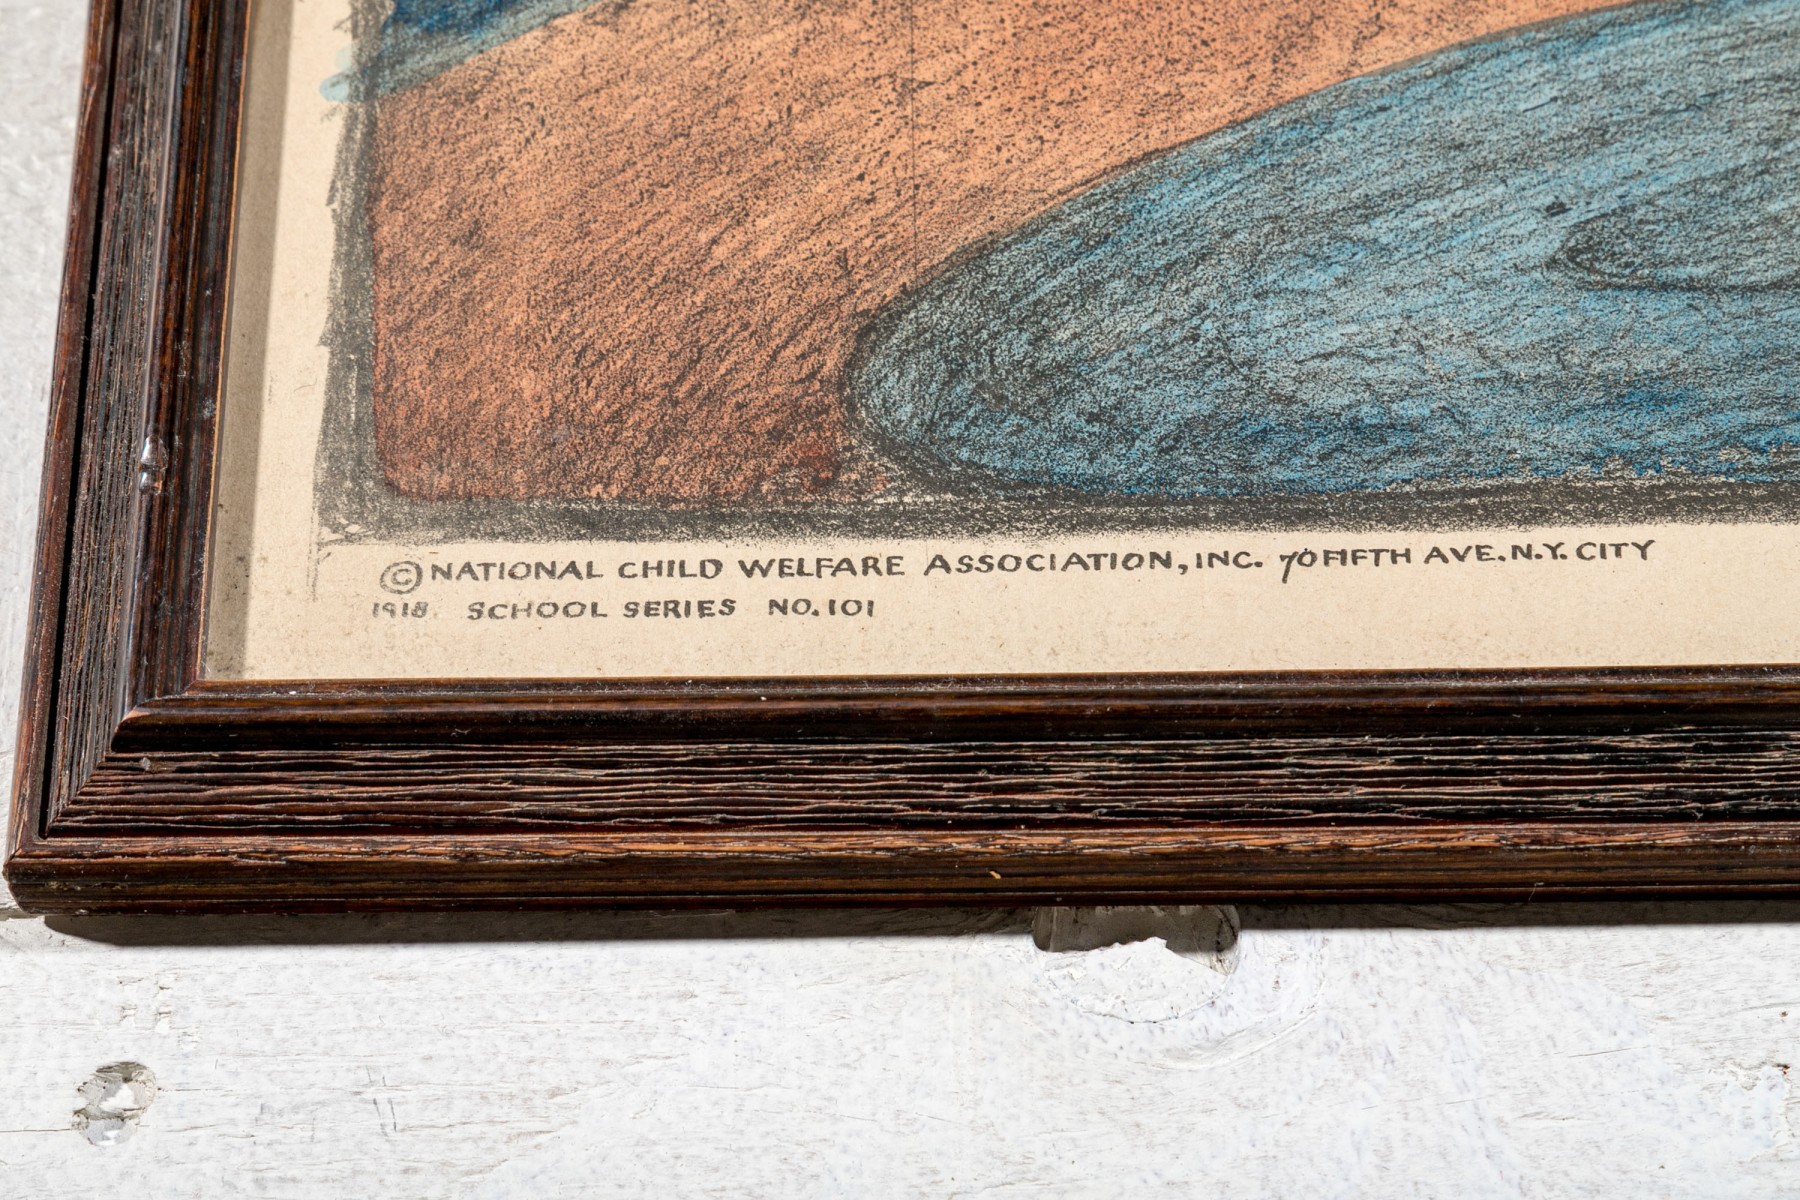 ©NATIONAL CHILD WELFARE ASSOCIATION, INC. 70 FIFTH AVE. N.Y. CITY
1918. SCHOOL SERIES NO. 101